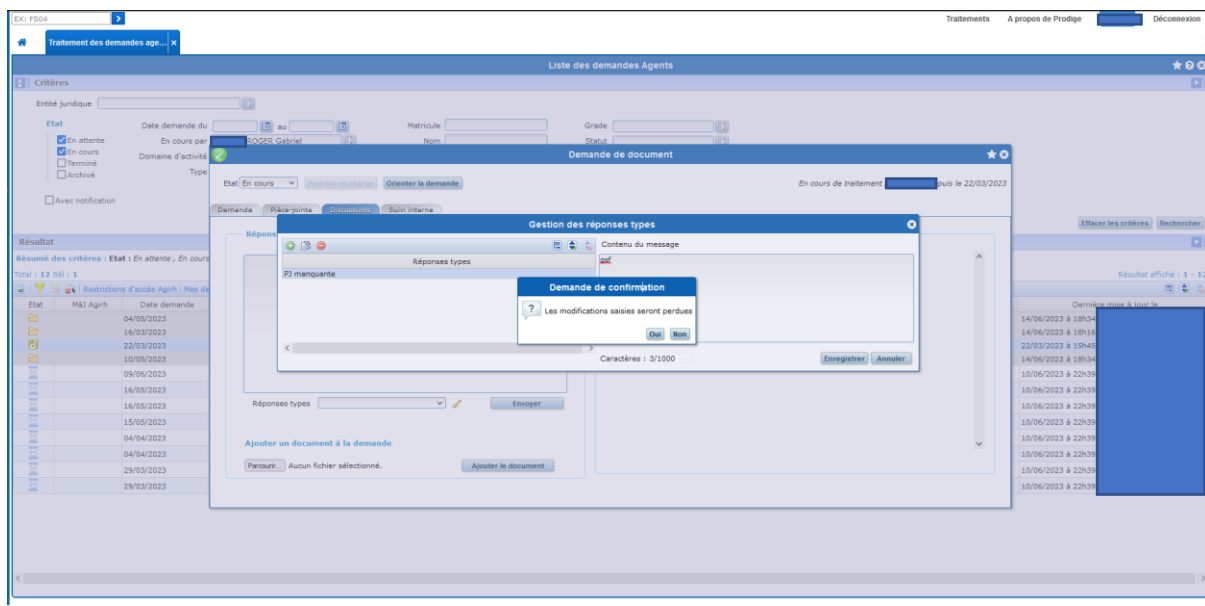 EX: FS04
Traitements A propos de Prodige Déconnexion
Traitement des demandes age... x
Liste des demandes Agents
Critères
Entité juridique
Etat Date demande du au Matricule Grade
En attente En cours par ROGER Gabriel Nom Statut
En cours Domaine d'activité
Terminé Type
Archivé
Avec notification
Effacer les critères Rechercher
Demande de document
Etat En cours Prendre en charge Orienter la demande En cours de traitement puis le 22/03/2023
Demande Pièce-jointe Discussions Suivi interne
Répons
Gestion des réponses types
Réponses types
PJ manquante
Contenu du message
qsf
Demande de confirmation
? Les modifications saisies seront perdues
Oui Non
Caractères : 3/1000 Enregistrer Annuler
Réponses types Envoyer
Ajouter un document à la demande
Parcourir... Aucun fichier sélectionné. Ajouter le document
Résultat
Résumé des critères : Etat : En attente , En cours
Total : 12 Sél : 1 Résultat affiché : 1 - 12
Restrictions d'accès Agirh Mes de
Etat MàJ Agirh Date demande Dernière mise à jour le
04/05/2023 14/06/2023 à 18h34
16/03/2023 14/06/2023 à 18h16
22/03/2023 22/03/2023 à 15h45
10/05/2023 14/06/2023 à 18h34
09/06/2023 10/06/2023 à 22h39
16/05/2023 10/06/2023 à 22h39
16/05/2023 10/06/2023 à 22h39
15/05/2023 10/06/2023 à 22h39
04/04/2023 10/06/2023 à 22h39
04/04/2023 10/06/2023 à 22h39
29/03/2023 10/06/2023 à 22h39
29/03/2023 10/06/2023 à 22h39